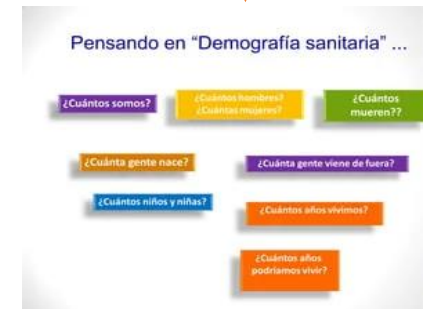 Pensando en “Demografía sanitaria” ...
¿Cuántos somos?
¿Cuántos hombres?
¿Cuántas mujeres?
¿Cuántos
mueren??
¿Cuánta gente nace?
¿Cuánta gente viene de fuera?
¿Cuántos niños y niñas?
¿Cuántos años vivimos?
¿Cuántos años
podríamos vivir?